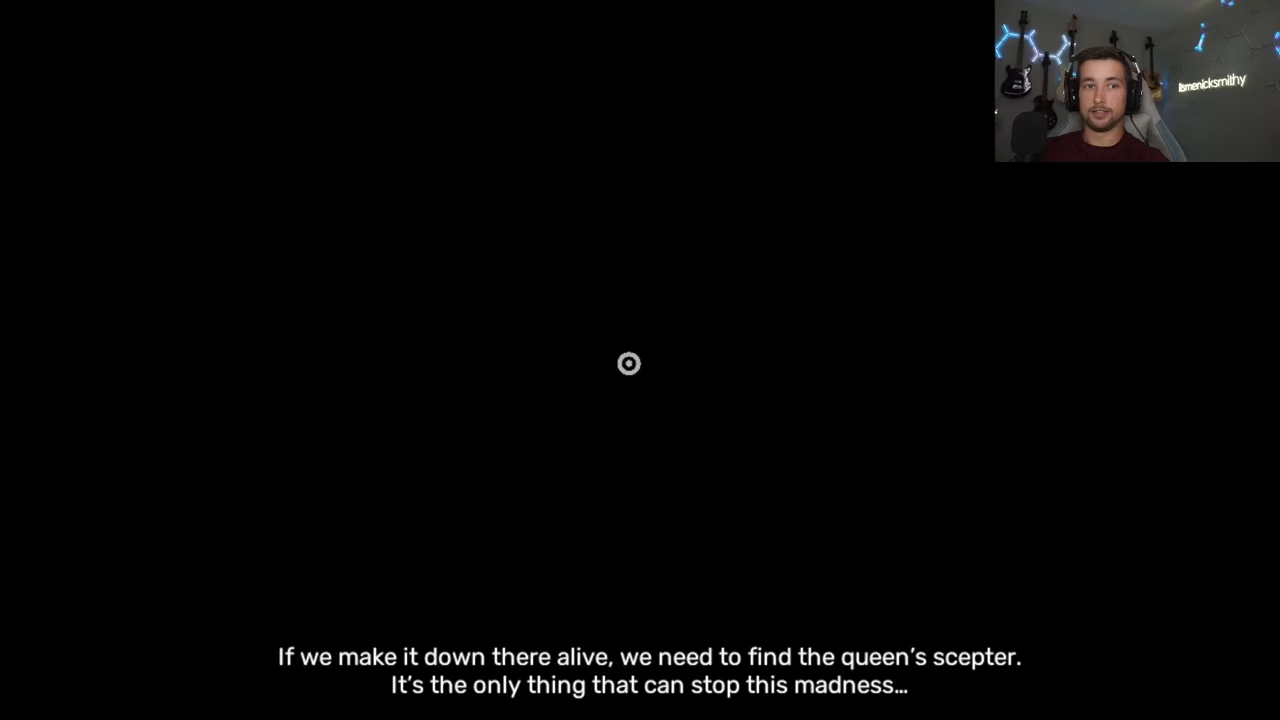 itsmenicksmithy
If we make it down there alive, we need to find the queen’s scepter.
It’s the only thing that can stop this madness…